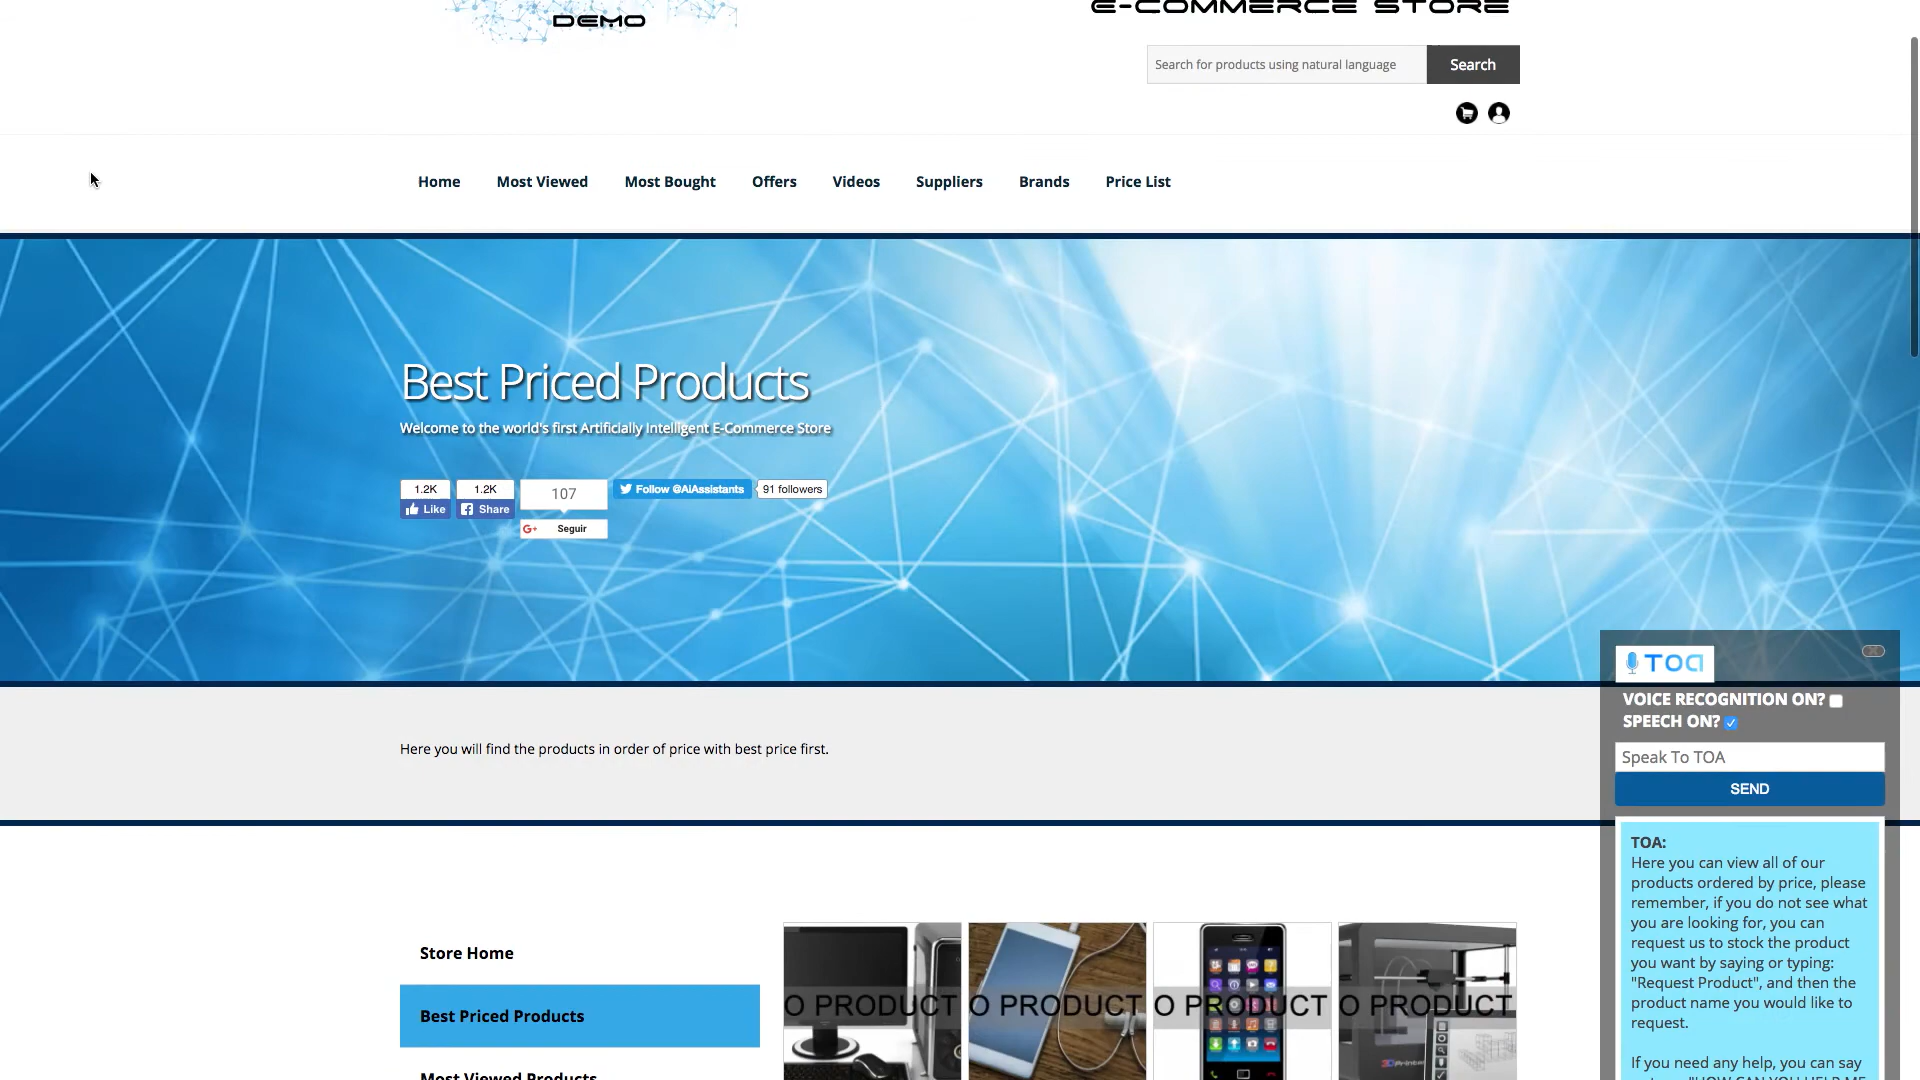 DEMO
E-COMMERCE STORE
Search for products using natural language
Search
Home
Most Viewed
Most Bought
Offers
Videos
Suppliers
Brands
Price List
Best Priced Products
Welcome to the world's first Artificially Intelligent E-Commerce Store
1.2K
1.2K
107
Follow @AiAssistants
91 followers
Like
Share
G+ Seguir
TOA
VOICE RECOGNITION ON?
SPEECH ON?
Here you will find the products in order of price with best price first.
Speak To TOA
SEND
TOA:
Here you can view all of our
products ordered by price, please
remember, if you do not see what
you are looking for, you can
request us to stock the product
you want by saying or typing:
"Request Product", and then the
product name you would like to
request.
If you need any help, you can say
Store Home
Best Priced Products
Most Viewed Products
O PRODUCT
O PRODUCT
O PRODUCT
O PRODUCT